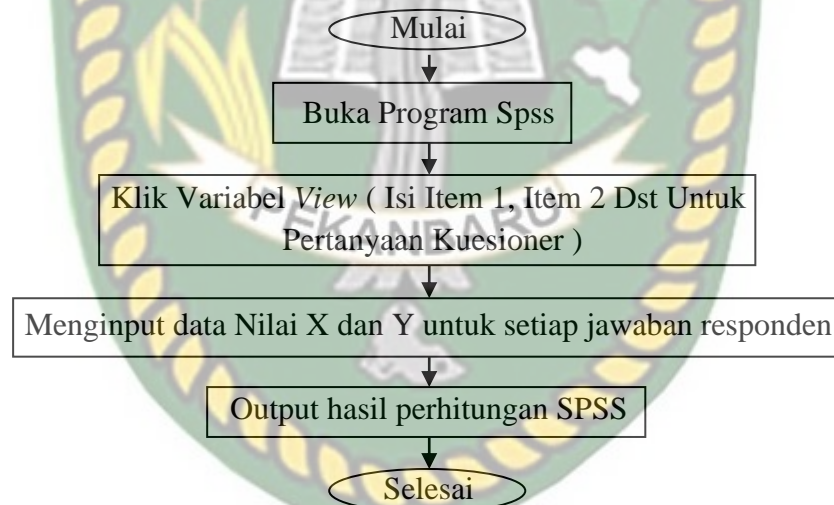 Mulai
Buka Program Spss
Klik Variabel View ( Isi Item 1, Item 2 Dst Untuk
Pertanyaan Kuesioner )
PEKANBARU
Menginput data Nilai X dan Y untuk setiap jawaban responden
Output hasil perhitungan SPSS
Selesai